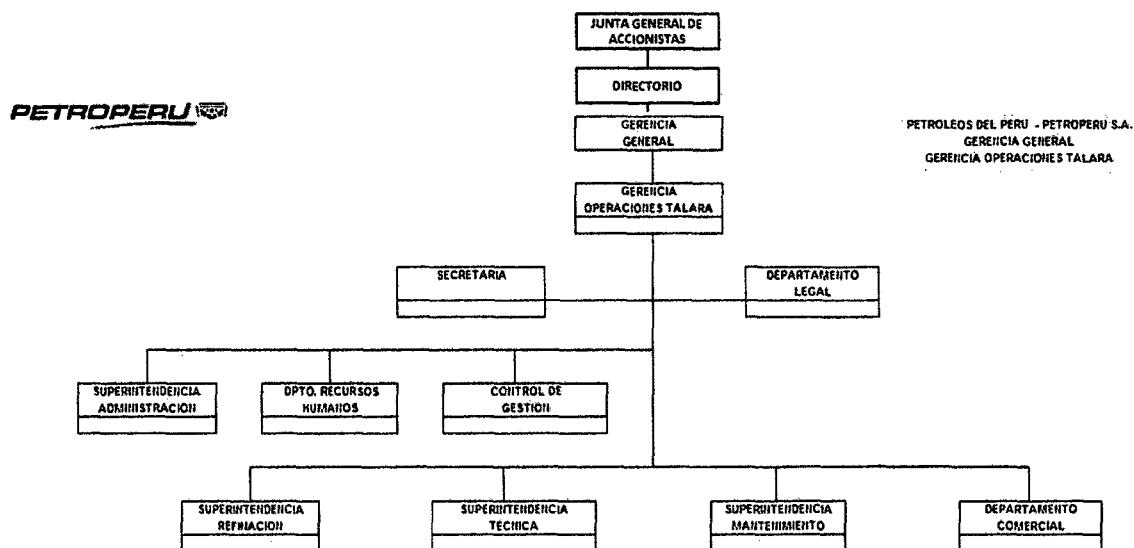 JUNTA GENERAL DE
ACCIONISTAS
DIRECTORIO
PETROPERU
GERENCIA
GENERAL
PETROLEOS DEL PERU - PETROPERU S.A.
GERENCIA GENERAL
GERENCIA OPERACIONES TALARA
GERENCIA
OPERACIONES TALARA
SECRETARIA
DEPARTAMENTO
LEGAL
SUPERINTENDENCIA
ADMINISTRACION
DPTO. RECURSOS
HUMANOS
CONTROL DE
GESTION
SUPERINTENDENCIA
REFINACION
SUPERINTENDENCIA
TÉCNICA
SUPERINTENDENCIA
MANTENIMIENTO
DEPARTAMENTO
COMERCIAL